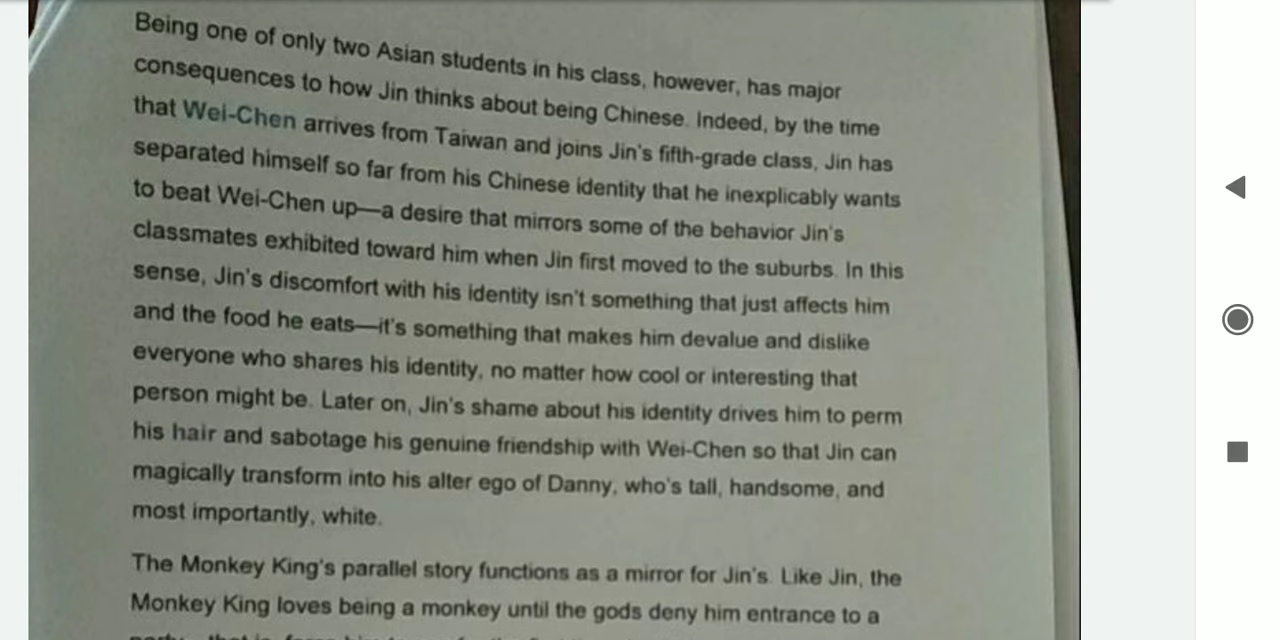 Being one of only two Asian students in his class, however, has major
consequences to how Jin thinks about being Chinese. Indeed, by the time
that Wei-Chen arrives from Taiwan and joins Jin's fifth-grade class, Jin has
separated himself so far from his Chinese identity that he inexplicably wants
to beat Wei-Chen up—a desire that mirrors some of the behavior Jin's
classmates exhibited toward him when Jin first moved to the suburbs. In this
sense, Jin's discomfort with his identity isn't something that just affects him
and the food he eats—it's something that makes him devalue and dislike
everyone who shares his identity, no matter how cool or interesting that
person might be. Later on, Jin's shame about his identity drives him to perm
his hair and sabotage his genuine friendship with Wei-Chen so that Jin can
magically transform into his alter ego of Danny, who's tall, handsome, and
most importantly, white.
The Monkey King's parallel story functions as a mirror for Jin's. Like Jin, the
Monkey King loves being a monkey until the gods deny him entrance to a